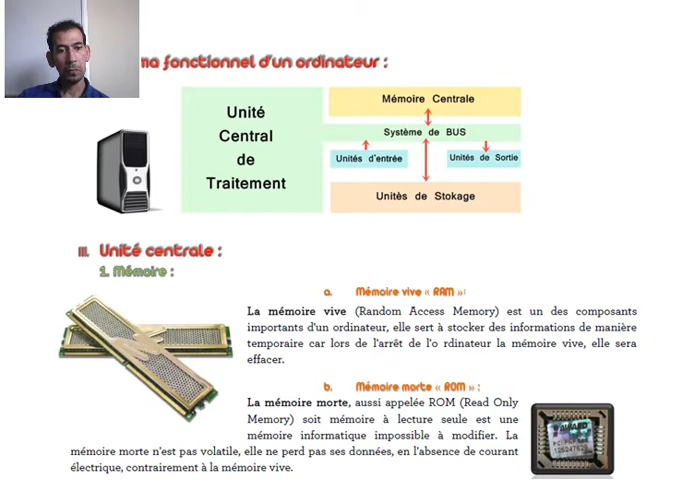 ma fonctionnel d'un ordinateur :
Unité
Central
de
Traitement
Mémoire Centrale
Système de BUS
Unités d'entrée
Unités de Sortie
Unitès de Stokage
III. Unité centrale :
1. Mémoire :
a. Mémoire vive « RAM »:
La mémoire vive (Random Access Memory) est un des composants
importants d'un ordinateur, elle sert à stocker des informations de manière
temporaire car lors de l'arrêt de l'o rdinateur la mémoire vive, elle sera
effacer.
b. Mémoire morte « ROM » :
La mémoire morte, aussi appelée ROM (Read Only
Memory) soit mémoire à lecture seule est une
mémoire informatique impossible à modifier. La
mémoire morte n'est pas volatile, elle ne perd pas ses données, en l'absence de courant
électrique, contrairement à la mémoire vive.
AWARD